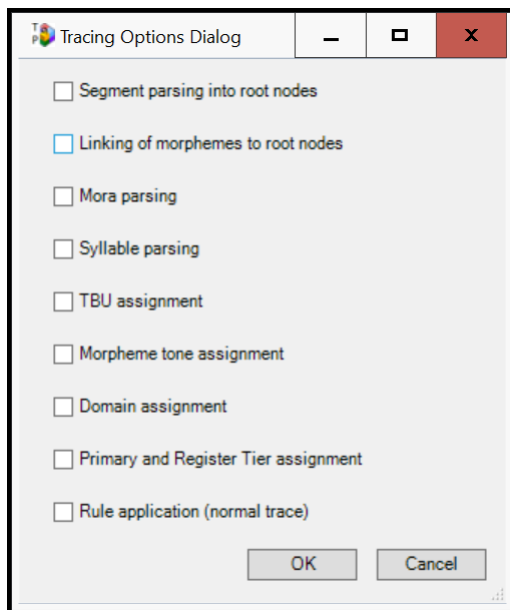 Tracing Options Dialog
Segment parsing into root nodes
Linking of morphemes to root nodes
Mora parsing
Syllable parsing
TBU assignment
Morpheme tone assignment
Domain assignment
Primary and Register Tier assignment
Rule application (normal trace)
OK Cancel